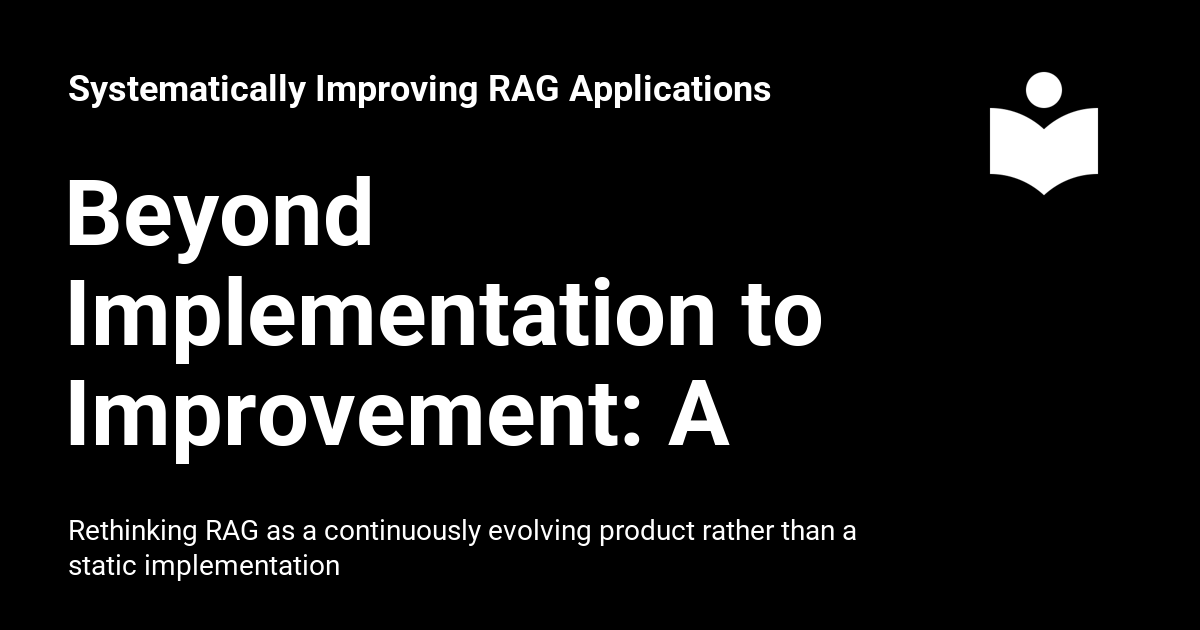 Systematically Improving RAG Applications
Beyond
Implementation to
Improvement: A
Rethinking RAG as a continuously evolving product rather than a
static implementation